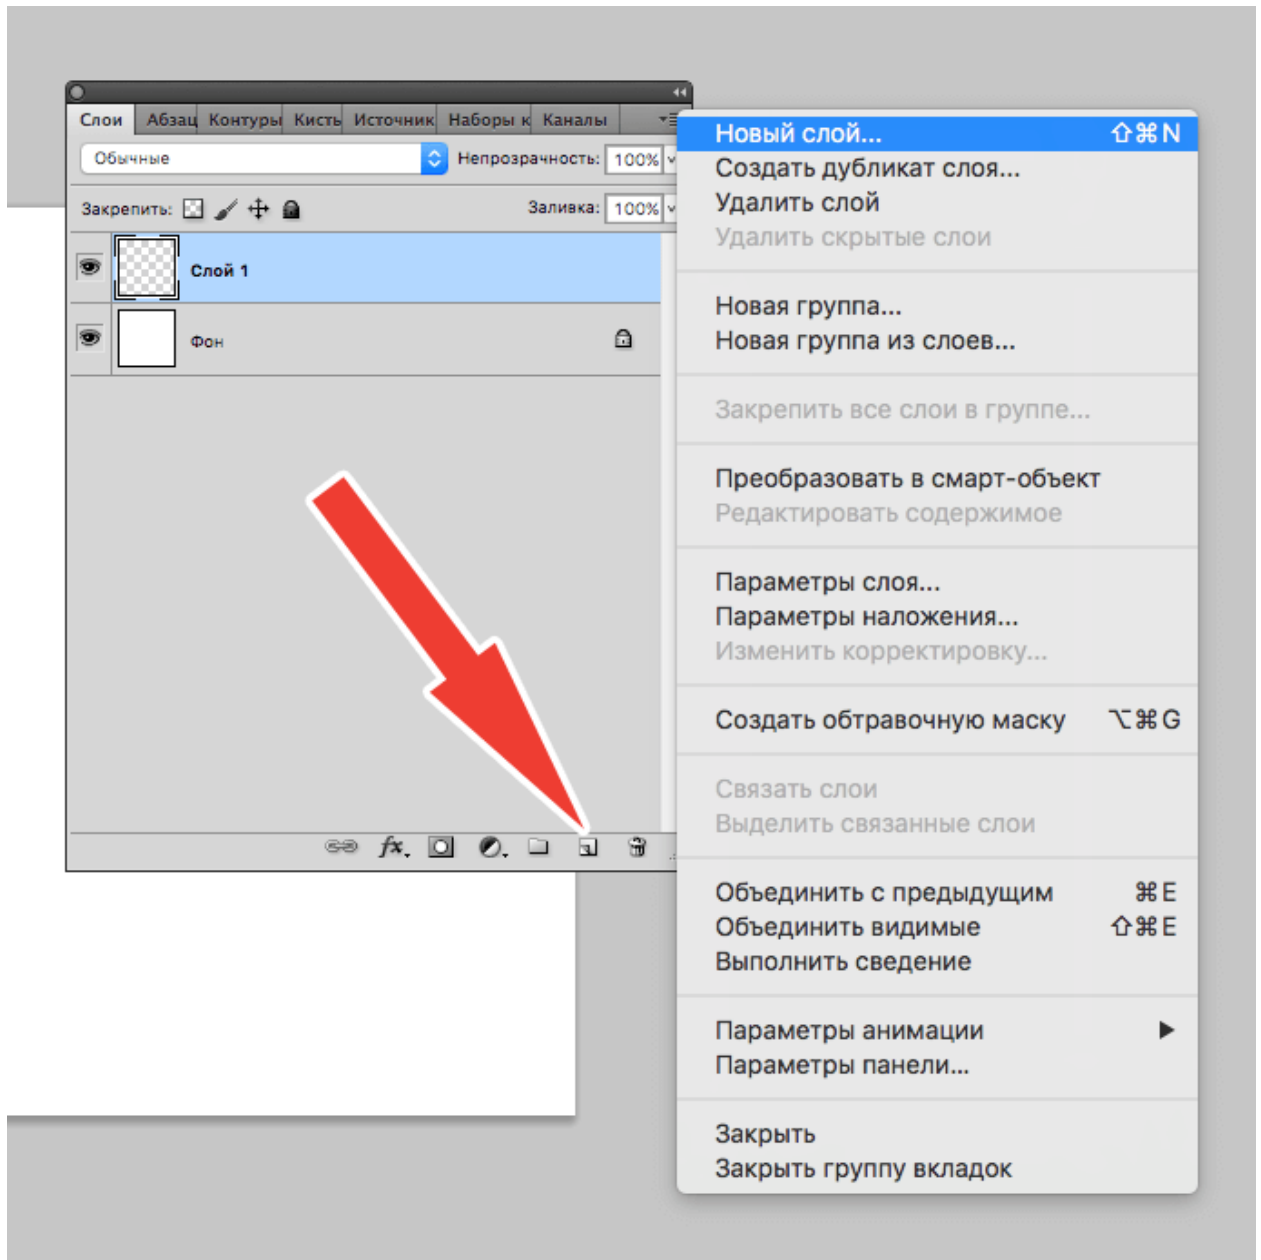 Слои Абзац Контуры Кисть Источник Наборы к Каналы
Обычные Непрозрачность: 100%
Закрепить: Заливка: 100%
Слой 1
Фон
fx.
Новый слой... ⇧⌘N
Создать дубликат слоя...
Удалить слой
Удалить скрытые слои
Новая группа...
Новая группа из слоев...
Закрепить все слои в группе...
Преобразовать в смарт-объект
Редактировать содержимое
Параметры слоя...
Параметры наложения...
Изменить корректировку...
Создать обтравочную маску ⌥⌘G
Связать слои
Выделить связанные слои
Объединить с предыдущим ⌘E
Объединить видимые ⇧⌘E
Выполнить сведение
Параметры анимации
Параметры панели...
Закрыть
Закрыть группу вкладок